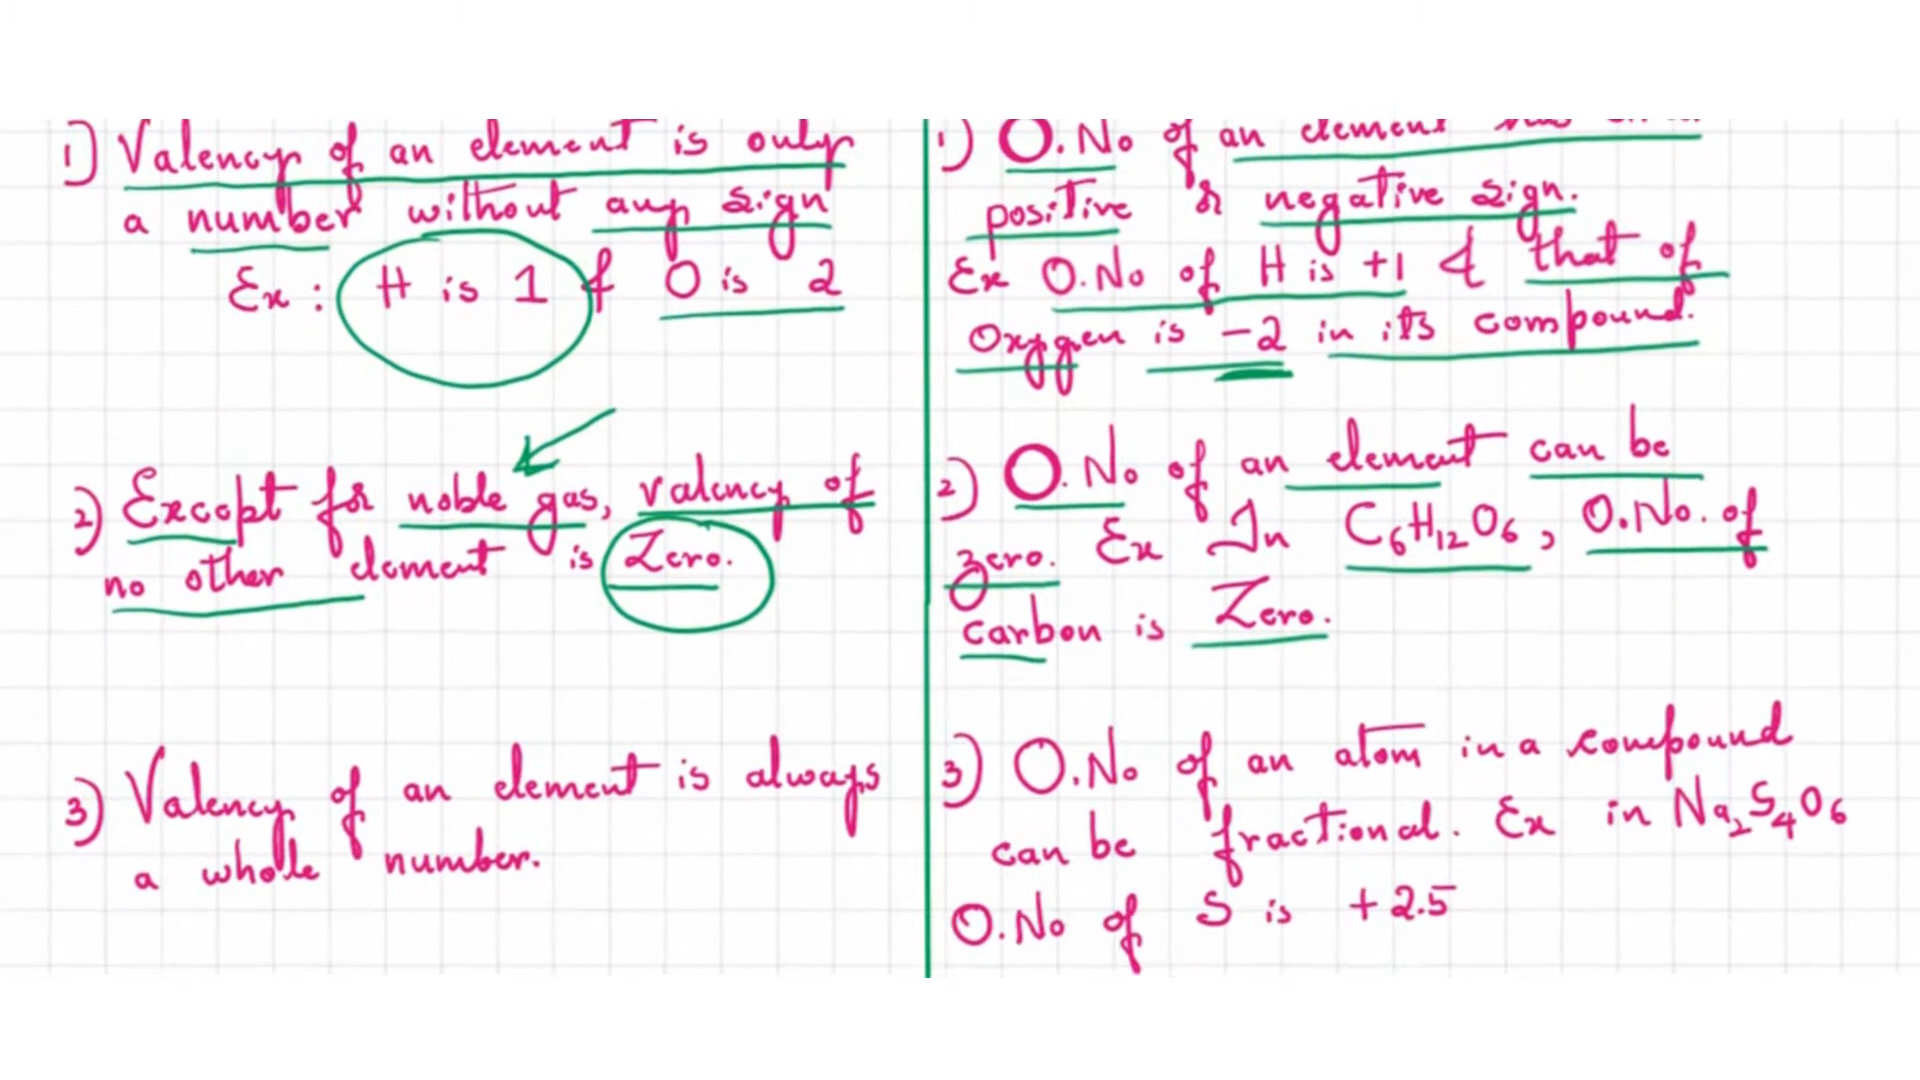 1) Valency of an element is only
a number without any sign
Ex : H is 1 & O is 2
2) Except for noble gas, valency of
no other element is Zero.
3) Valency of an element is always
a whole number.
1) O.No of an element
positive or negative sign.
Ex O.No of H is +1 & that of
Oxygen is -2 in its compound.
2) O.No of an element can be
zero. Ex In C6H12O6, O.No. of
carbon is Zero.
3) O.No of an atom in a compound
can be fractional. Ex in Na2S4O6
O.No of S is +2.5